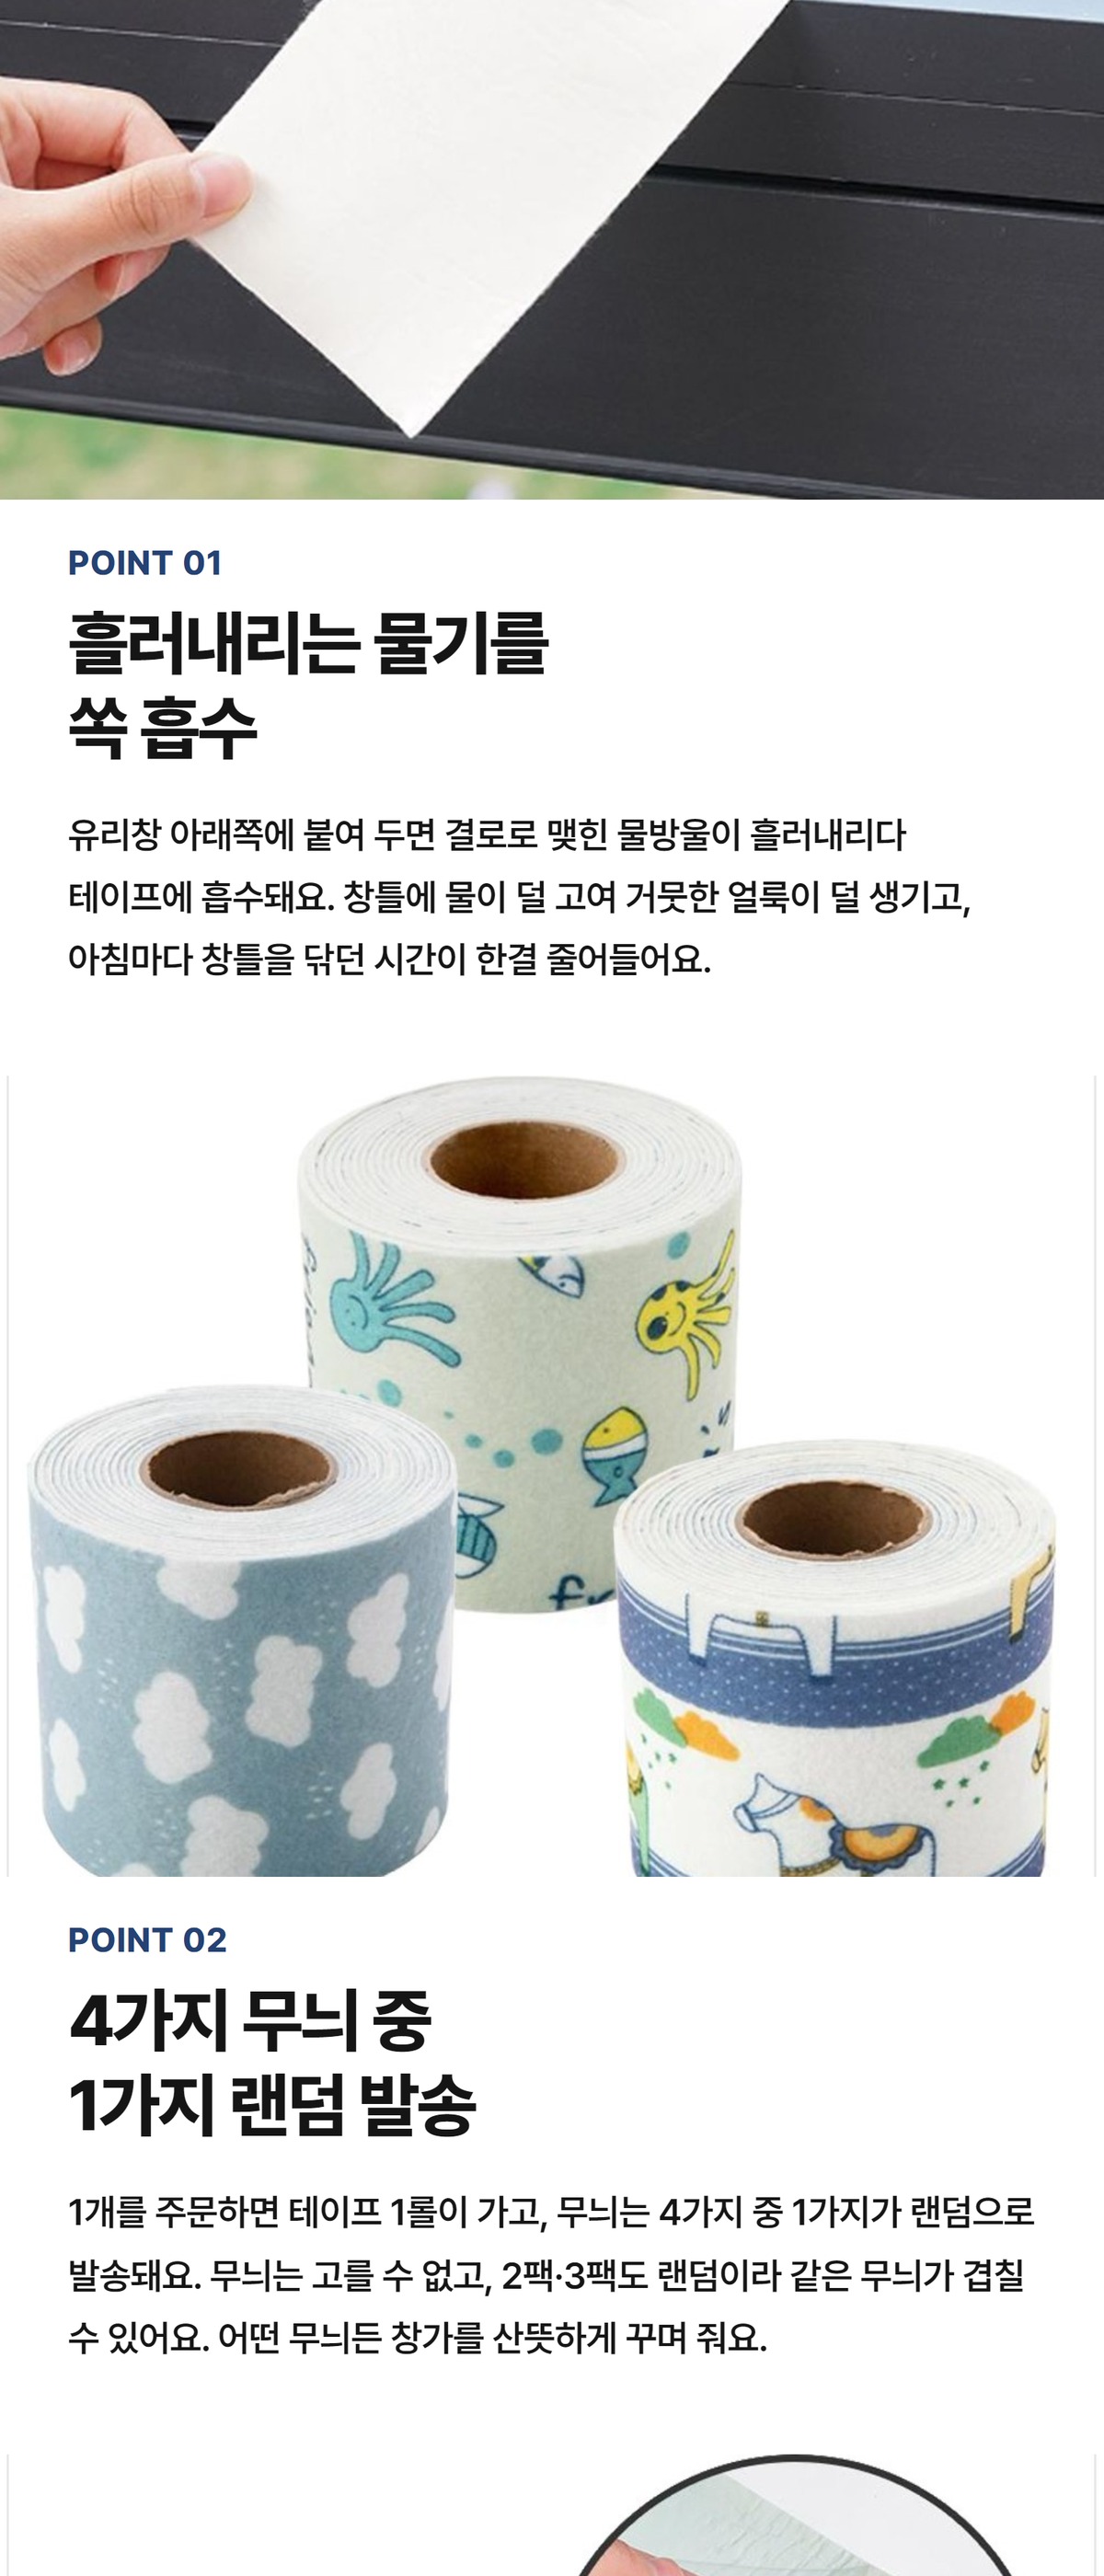 POINT 01
흘러내리는 물기를
쏙 흡수
유리창 아래쪽에 붙여 두면 결로로 맺힌 물방울이 흘러내리다
테이프에 흡수돼요. 창틀에 물이 덜 고여 거뭇한 얼룩이 덜 생기고,
아침마다 창틀을 닦던 시간이 한결 줄어들어요.
fr
POINT 02
4가지 무늬 중
1가지 랜덤 발송
1개를 주문하면 테이프 1롤이 가고, 무늬는 4가지 중 1가지가 랜덤으로
발송돼요. 무늬는 고를 수 없고, 2팩·3팩도 랜덤이라 같은 무늬가 겹칠
수 있어요. 어떤 무늬든 창가를 산뜻하게 꾸며 줘요.